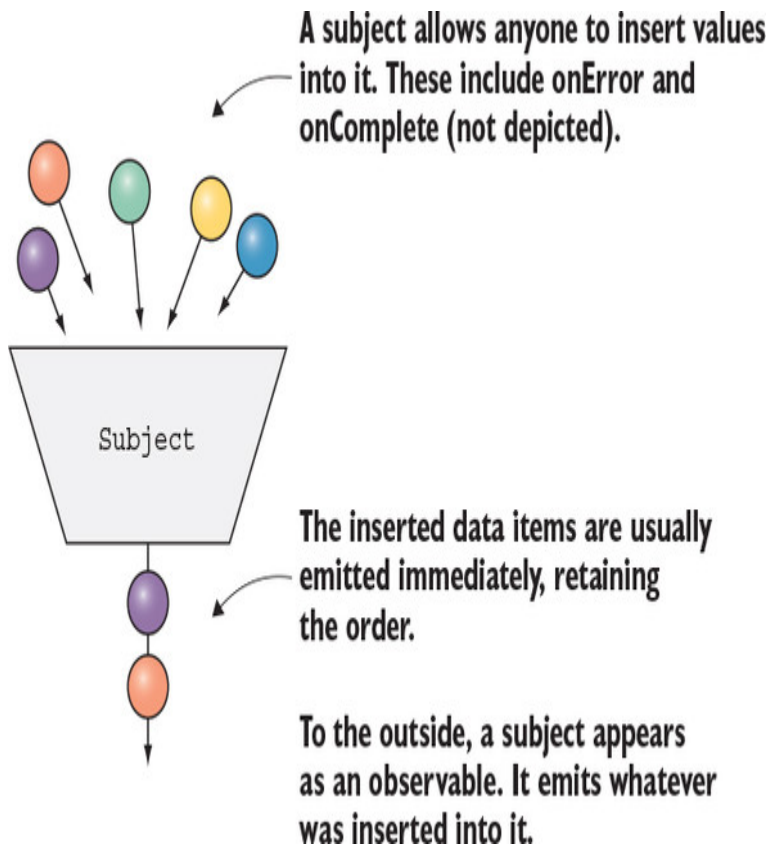 A subject allows anyone to insert values
into it. These include onError and
onComplete (not depicted).
Subject
The inserted data items are usually
emitted immediately, retaining
the order.
To the outside, a subject appears
as an observable. It emits whatever
was inserted into it.